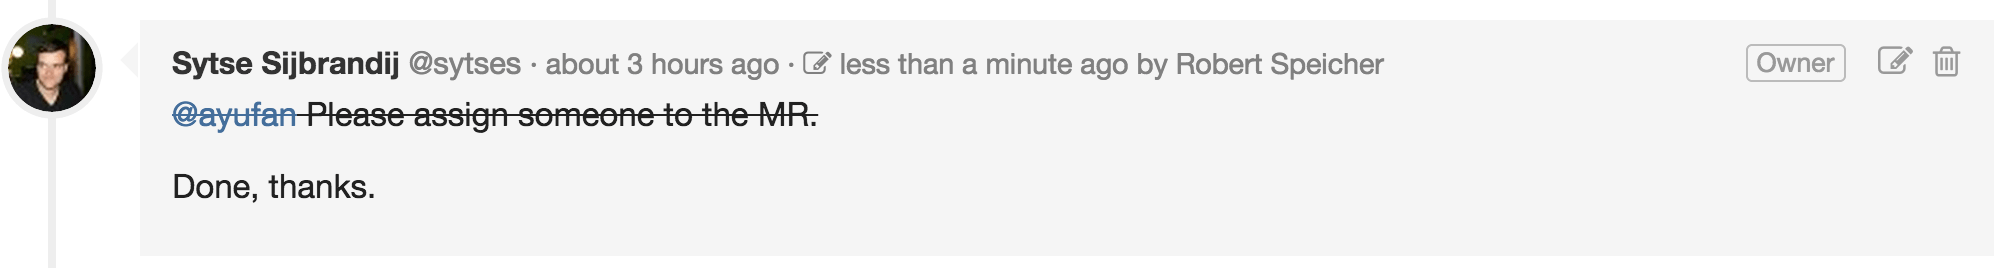 Sytse Sijbrandij @sytses · about 3 hours ago · less than a minute ago by Robert Speicher Owner
@ayufan Please assign someone to the MR.
Done, thanks.